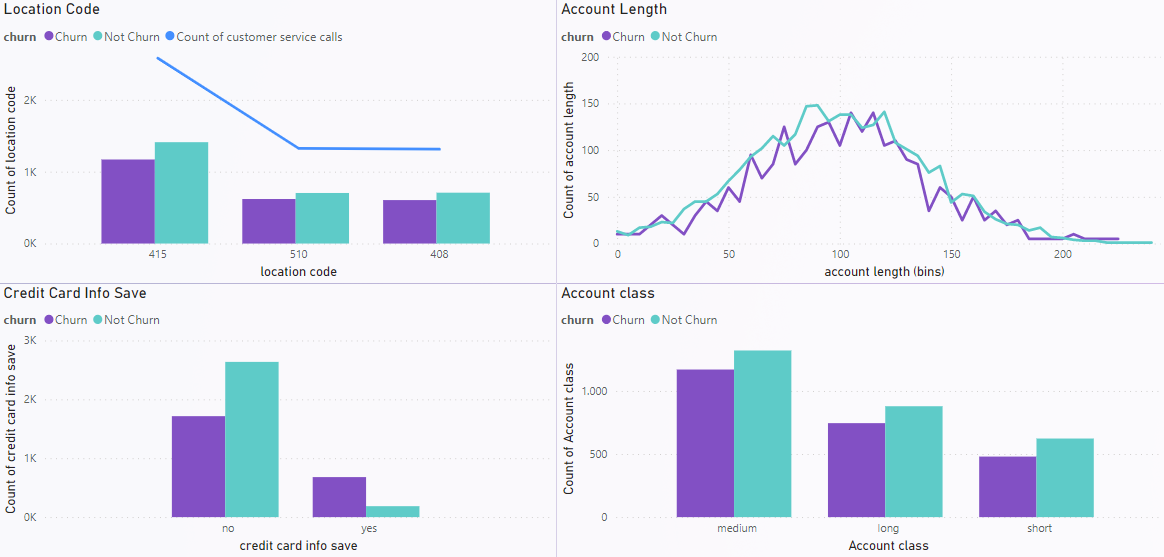 Location Code
churn Churn Not Churn Count of customer service calls
Count of location code
2K
1K
0K
415 510 408
location code
Account Length
churn Churn Not Churn
Count of account length
200
150
100
50
0
0 50 100 150 200
account length (bins)
Credit Card Info Save
churn Churn Not Churn
Count of credit card info save
3K
2K
1K
0K
no yes
credit card info save
Account class
churn Churn Not Churn
Count of Account class
1.000
500
0
medium long short
Account class